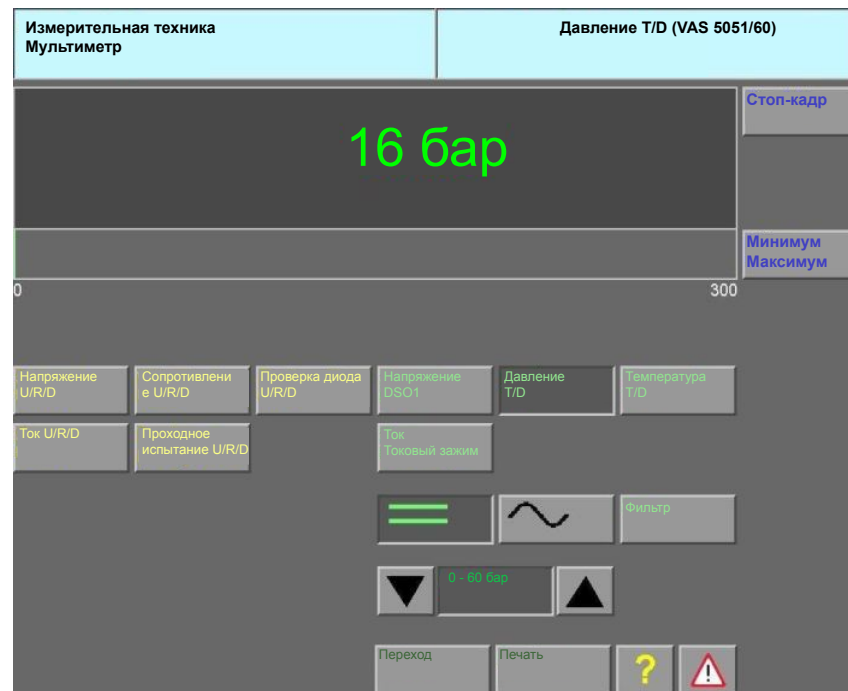 Измерительная техника
Мультиметр
Давление T/D (VAS 5051/60)
16 бар
Стоп-кадр
Минимум
Максимум
0
300
Напряжение
U/R/D
Сопротивлени
е U/R/D
Проверка диода
U/R/D
Напряжение
DSO1
Давление
T/D
Температура
T/D
Ток U/R/D
Проходное
испытание U/R/D
Ток
Токовый зажим
Фильтр
0 - 60 бар
Переход
Печать
?
!